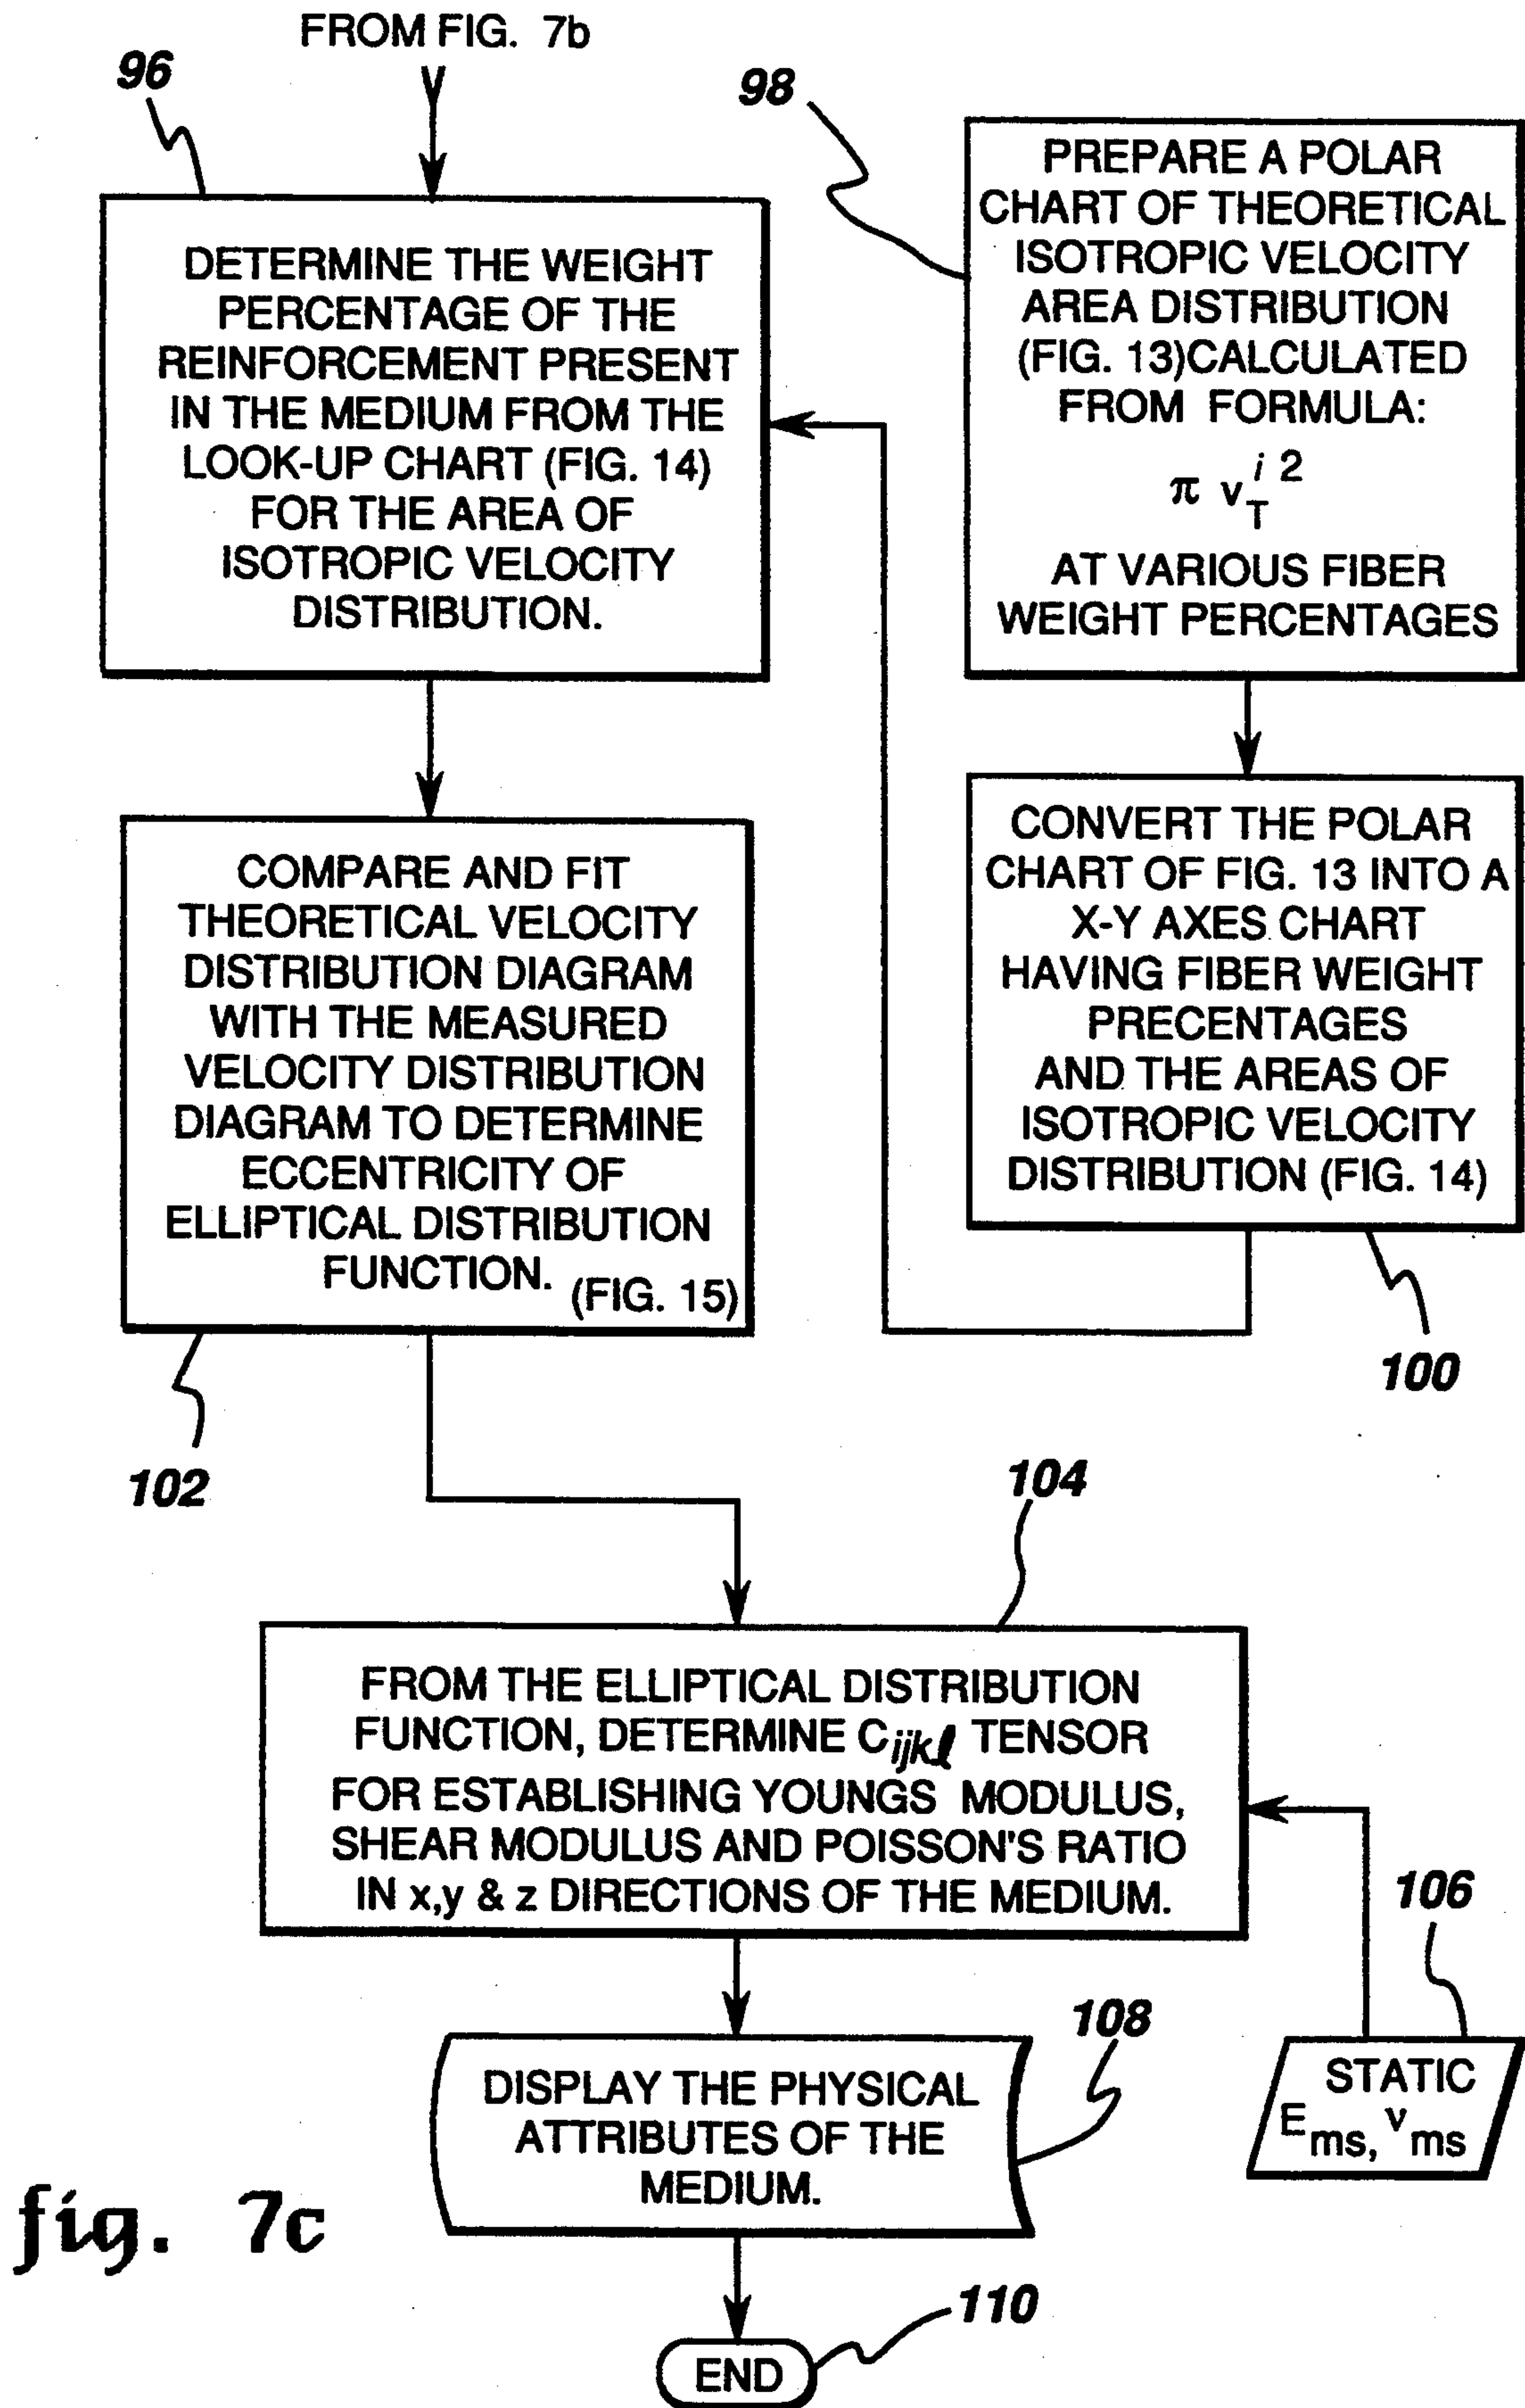 FROM FIG. 7b
96
DETERMINE THE WEIGHT
PERCENTAGE OF THE
REINFORCEMENT PRESENT
IN THE MEDIUM FROM THE
LOOK-UP CHART (FIG. 14)
FOR THE AREA OF
ISOTROPIC VELOCITY
DISTRIBUTION.
98
PREPARE A POLAR
CHART OF THEORETICAL
ISOTROPIC VELOCITY
AREA DISTRIBUTION
(FIG. 13)CALCULATED
FROM FORMULA:
π v_T^i 2
AT VARIOUS FIBER
WEIGHT PERCENTAGES
CONVERT THE POLAR
CHART OF FIG. 13 INTO A
X-Y AXES CHART
HAVING FIBER WEIGHT
PRECENTAGES
AND THE AREAS OF
ISOTROPIC VELOCITY
DISTRIBUTION (FIG. 14)
100
COMPARE AND FIT
THEORETICAL VELOCITY
DISTRIBUTION DIAGRAM
WITH THE MEASURED
VELOCITY DISTRIBUTION
DIAGRAM TO DETERMINE
ECCENTRICITY OF
ELLIPTICAL DISTRIBUTION
FUNCTION. (FIG. 15)
102
104
FROM THE ELLIPTICAL DISTRIBUTION
FUNCTION, DETERMINE C_ijkℓ TENSOR
FOR ESTABLISHING YOUNGS MODULUS,
SHEAR MODULUS AND POISSON'S RATIO
IN x,y & z DIRECTIONS OF THE MEDIUM.
106
STATIC
E_ms, ν_ms
108
DISPLAY THE PHYSICAL
ATTRIBUTES OF THE
MEDIUM.
fig. 7c
110
END